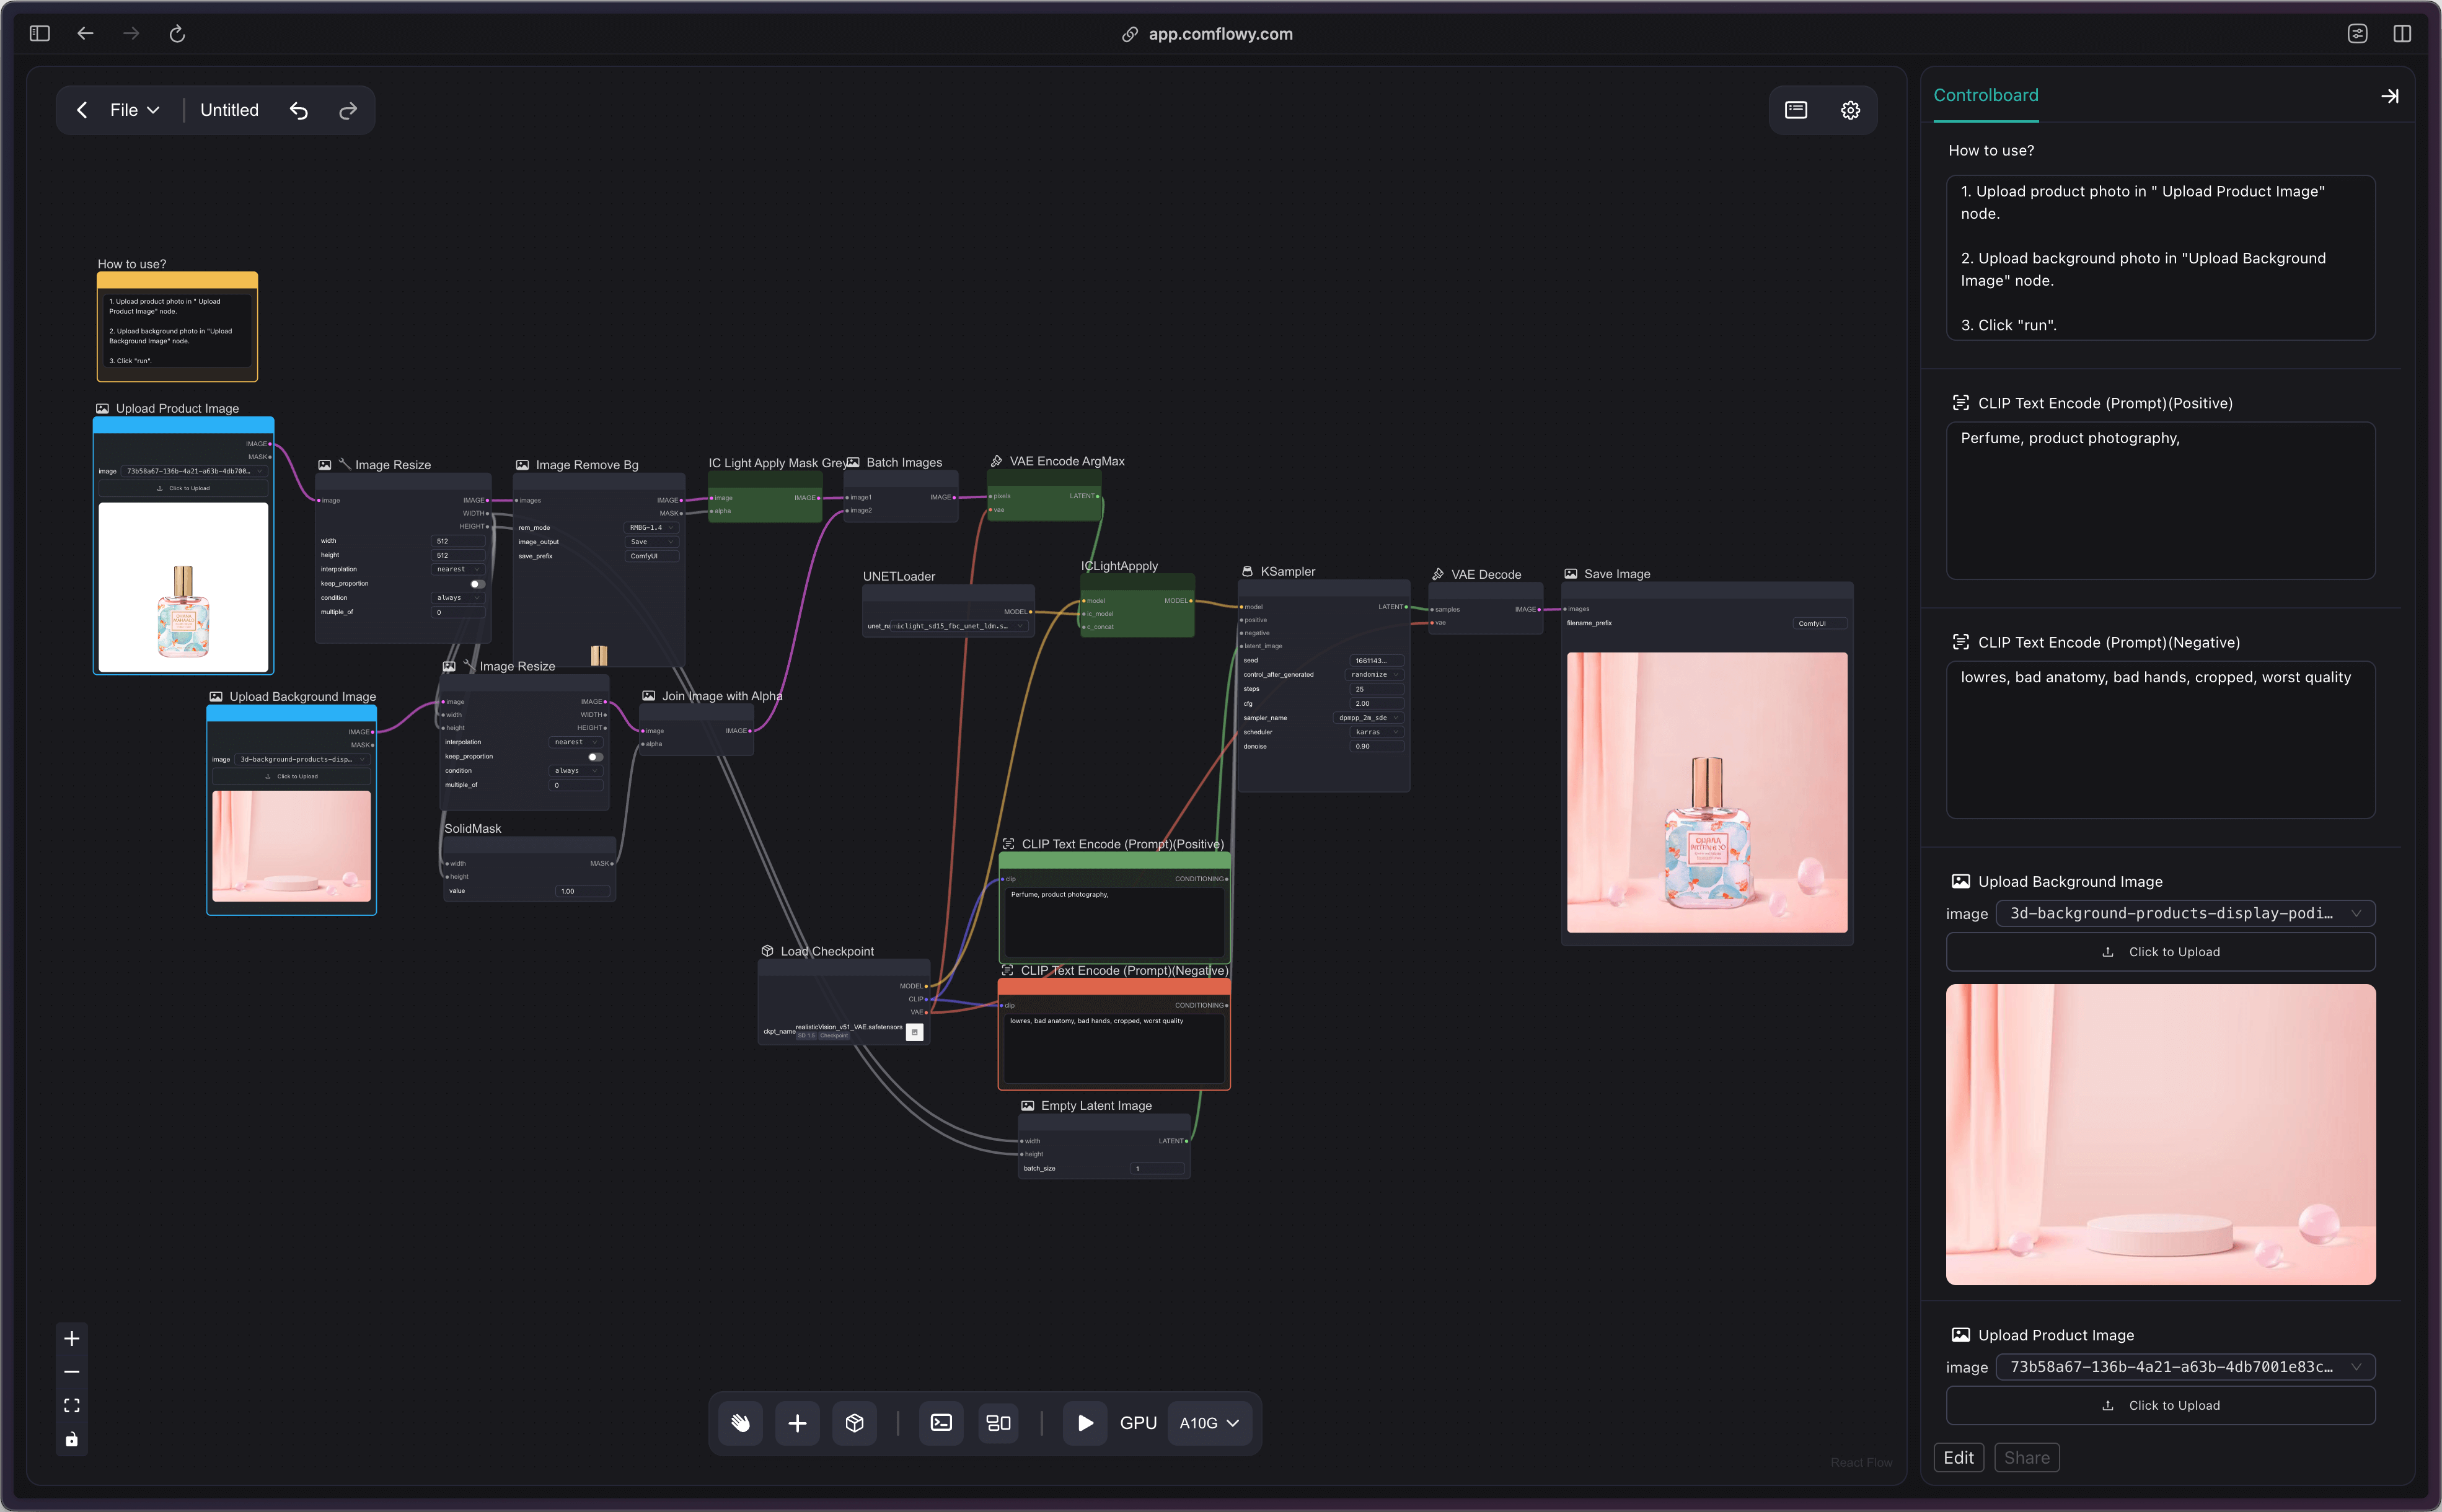 app.comflowy.com
File
Untitled
How to use?
1. Upload product photo in " Upload
Product Image" node.
2. Upload background photo in "Upload
Background Image" node.
3. Click "run".
Upload Product Image
IMAGE
MASK
image 73b58a67-136b-4a21-a63b-4db700...
Click to Upload
Image Resize
image
IMAGE
WIDTH
HEIGHT
width 512
height 512
interpolation nearest
keep_proportion
condition always
multiple_of 0
Image Remove Bg
images
IMAGE
MASK
rem_mode RMBG-1.4
image_output Save
save_prefix ComfyUI
IC Light Apply Mask Grey
image
IMAGE
alpha
Batch Images
image1
IMAGE
image2
VAE Encode ArgMax
LATENT
pixels
vae
UNETLoader
MODEL
unet_na iclight_sd15_fbc_unet_ldm.s...
ICLightAppply
model
MODEL
ic_model
c_concat
KSampler
model
LATENT
positive
negative
latent_image
seed 1661143...
control_after_generated randomize
steps 25
cfg 2.00
sampler_name dpmpp_2m_sde
scheduler karras
denoise 0.90
VAE Decode
samples
IMAGE
vae
Save Image
images
filename_prefix ComfyUI
Upload Background Image
IMAGE
MASK
image 3d-background-products-disp...
Click to Upload
Image Resize
image
IMAGE
width
WIDTH
height
HEIGHT
interpolation nearest
keep_proportion
condition always
multiple_of 0
Join Image with Alpha
image
IMAGE
alpha
SolidMask
width
MASK
height
value 1.00
CLIP Text Encode (Prompt)(Positive)
clip
CONDITIONING
Perfume, product photography,
Load Checkpoint
MODEL
CLIP
VAE
ckpt_name realisticVision_v51_VAE.safetensors
SD 1.5 Checkpoint
CLIP Text Encode (Prompt)(Negative)
clip
CONDITIONING
lowres, bad anatomy, bad hands, cropped, worst quality
Empty Latent Image
width
LATENT
height
batch_size 1
GPU
A10G
React Flow
Controlboard
How to use?
1. Upload product photo in " Upload Product Image"
node.
2. Upload background photo in "Upload Background
Image" node.
3. Click "run".
CLIP Text Encode (Prompt)(Positive)
Perfume, product photography,
CLIP Text Encode (Prompt)(Negative)
lowres, bad anatomy, bad hands, cropped, worst quality
Upload Background Image
image 3d-background-products-display-podi...
Click to Upload
Upload Product Image
image 73b58a67-136b-4a21-a63b-4db7001e83c...
Click to Upload
Edit
Share